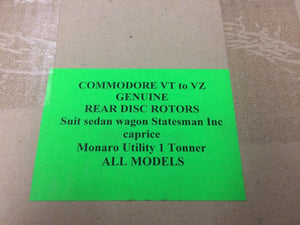 COMMODORE VT to VZ
GENUINE
REAR DISC ROTORS
Suit sedan wagon Statesman Inc
caprice
Monaro Utility 1 Tonner
ALL MODELS